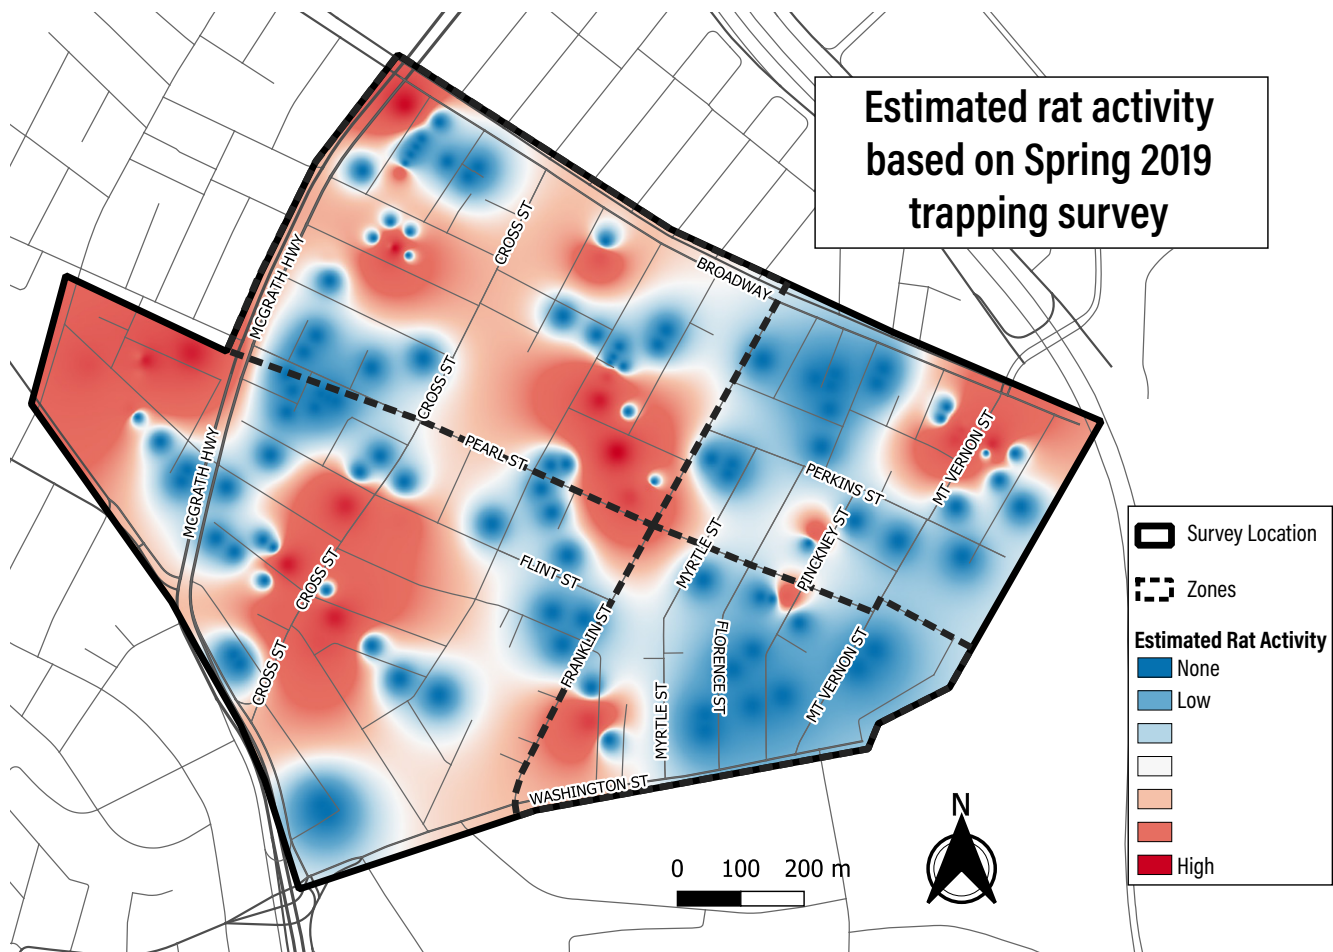 Estimated rat activity
based on Spring 2019
trapping survey
CROSS ST
MCGRATH HWY
BROADWAY
CROSS ST
PEARL ST
MCGRATH HWY
PERKINS ST
MT VERNON ST
FLINT ST
MYRTLE ST
PINCKNEY ST
CROSS ST
FRANKLIN ST
FLORENCE ST
CROSS ST
MYRTLE ST
MT VERNON ST
WASHINGTON ST
Survey Location
Zones
Estimated Rat Activity
None
Low
High
N
0 100 200 m